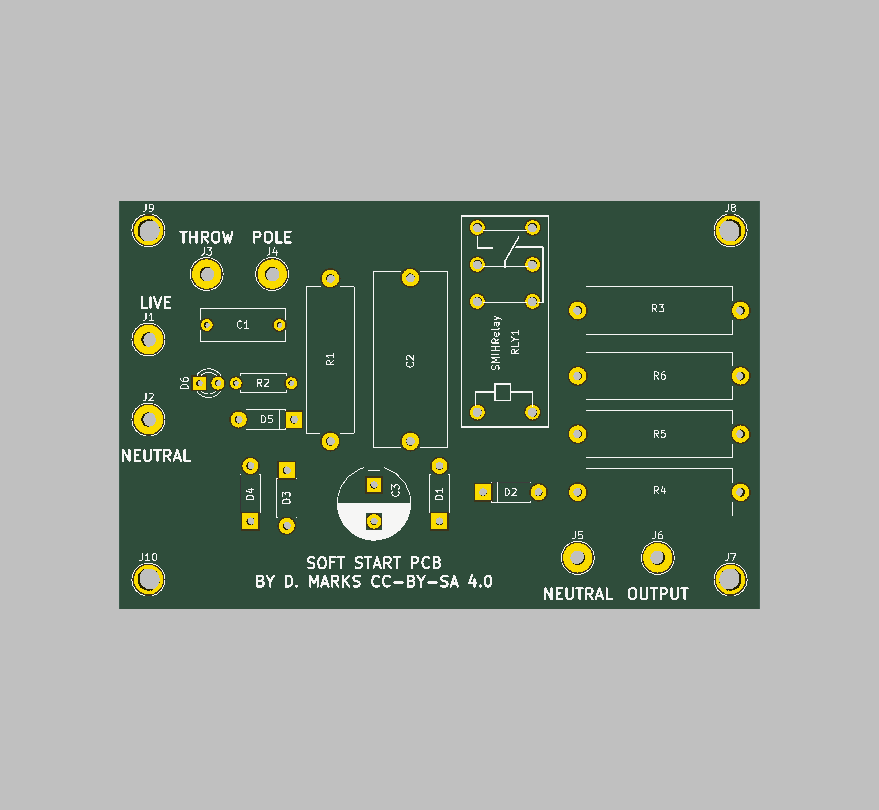 J9
J8
THROW
POLE
J3
J4
LIVE
J1
C1
R3
SMIHRelay
RLY1
R1
C2
D6
R2
R6
J2
D5
R5
NEUTRAL
D4
D3
C3
D1
D2
R4
J10
J5
J6
J7
SOFT START PCB
BY D. MARKS CC-BY-SA 4.0
NEUTRAL
OUTPUT